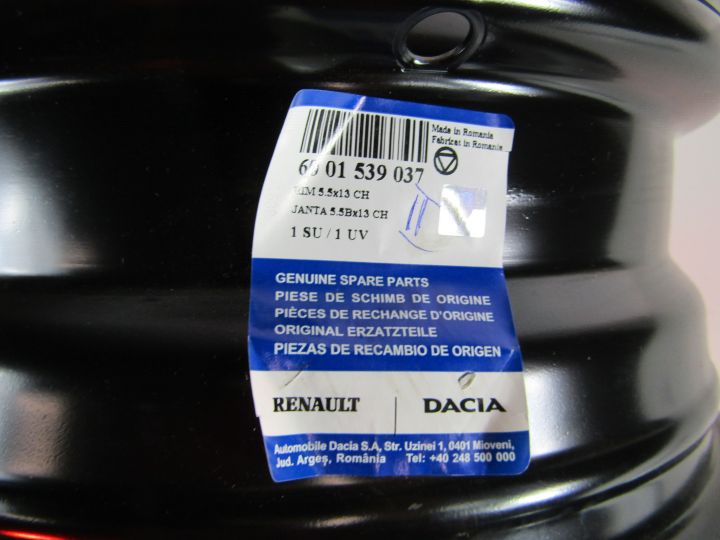 Made in Romania
Fabricat in Romania
6001 539 037
RIM 5.5x13 CH
JANTA 5.5Bx13 CH
1 SU / 1 UV
GENUINE SPARE PARTS
PIESE DE SCHIMB DE ORIGINE
PIÈCES DE RECHANGE D'ORIGINE
ORIGINAL ERZATZTEILE
PIEZAS DE RECAMBIO DE ORIGEN
RENAULT | DACIA
Automobile Dacia S.A, Str. Uzinei 1, 0401 Mioveni,
Jud. Argeş, România Tel: +40 248 500 000